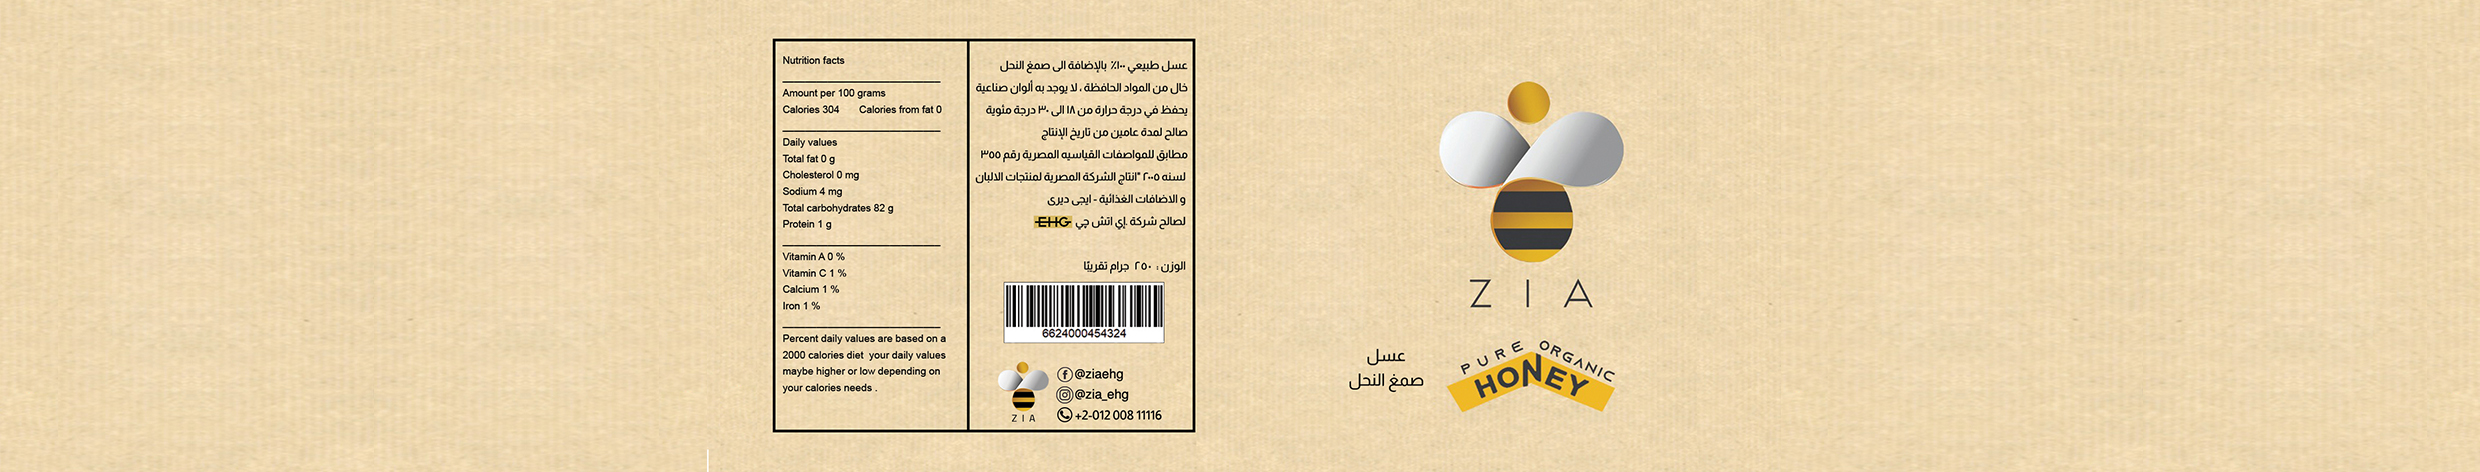 Nutrition facts
Amount per 100 grams
Calories 304 Calories from fat 0
Daily values
Total fat 0 g
Cholesterol 0 mg
Sodium 4 mg
Total carbohydrates 82 g
Protein 1 g
Vitamin A 0 %
Vitamin C 1 %
Calcium 1 %
Iron 1 %
Percent daily values are based on a
2000 calories diet your daily values
maybe higher or low depending on
your calories needs .
عسل طبيعي ١٠٠٪ بالإضافة الى صمغ النحل
خال من المواد الحافظة ، لا يوجد به ألوان صناعية
يحفظ في درجة حرارة من ١٨ الى ٣٠ درجة مئوية
صالح لمدة عامين من تاريخ الإنتاج
مطابق للمواصفات القياسيه المصرية رقم ٣٥٥
لسنه ٢٠٠٥ "انتاج الشركة المصرية لمنتجات الالبان
و الاضافات الغذائية - ايجى ديرى
لصالح شركة .إي اتش چي EHG
الوزن : ٢٥٠ جرام تقريبًا
6624000454324
@ziaehg
@zia_ehg
+2-012 008 11116
ZIA
ZIA
عسل
صمغ النحل
PURE ORGANIC
HONEY